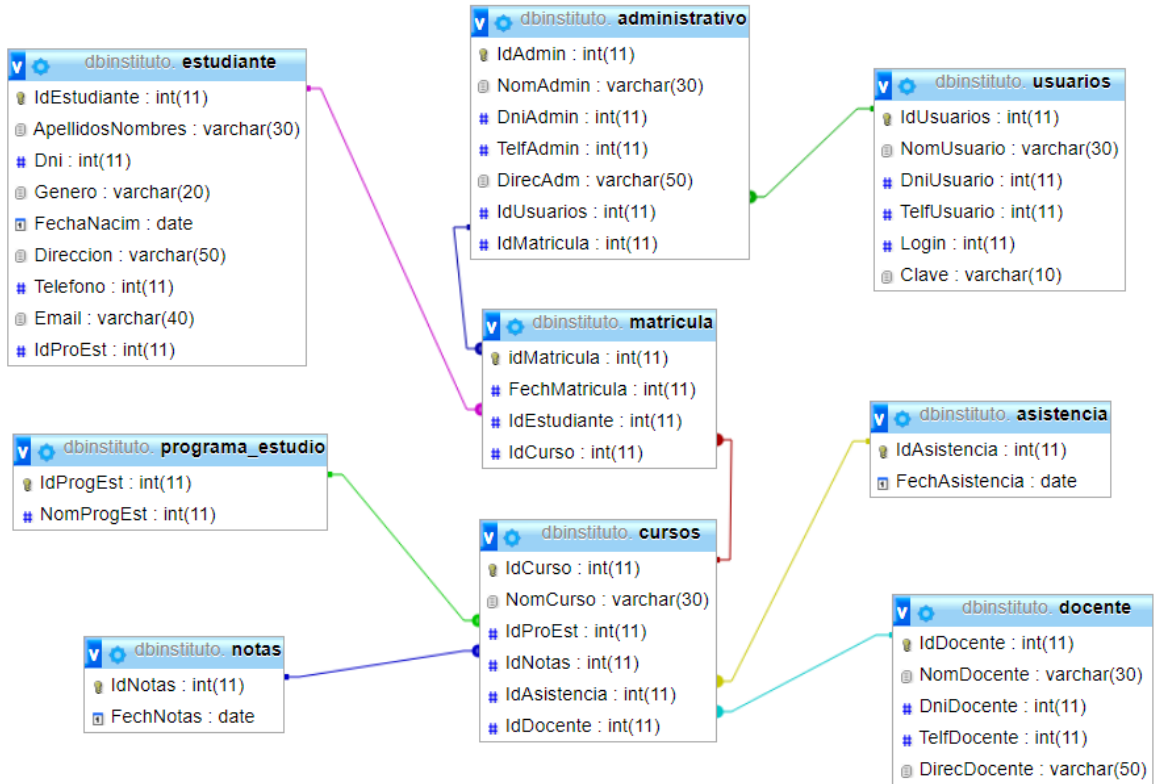 dbinstituto. estudiante
IdEstudiante : int(11)
ApellidosNombres : varchar(30)
Dni : int(11)
Genero : varchar(20)
FechaNacim : date
Direccion : varchar(50)
Telefono : int(11)
Email : varchar(40)
IdProEst : int(11)
dbinstituto. administrativo
IdAdmin : int(11)
NomAdmin : varchar(30)
DniAdmin : int(11)
TelfAdmin : int(11)
DirecAdm : varchar(50)
IdUsuarios : int(11)
IdMatricula : int(11)
dbinstituto. usuarios
IdUsuarios : int(11)
NomUsuario : varchar(30)
DniUsuario : int(11)
TelfUsuario : int(11)
Login : int(11)
Clave : varchar(10)
dbinstituto. matricula
idMatricula : int(11)
FechMatricula : int(11)
IdEstudiante : int(11)
IdCurso : int(11)
dbinstituto. programa_estudio
IdProgEst : int(11)
NomProgEst : int(11)
dbinstituto. asistencia
IdAsistencia : int(11)
FechAsistencia : date
dbinstituto. cursos
IdCurso : int(11)
NomCurso : varchar(30)
IdProEst : int(11)
IdNotas : int(11)
IdAsistencia : int(11)
IdDocente : int(11)
dbinstituto. notas
IdNotas : int(11)
FechNotas : date
dbinstituto. docente
IdDocente : int(11)
NomDocente : varchar(30)
DniDocente : int(11)
TelfDocente : int(11)
DirecDocente : varchar(50)